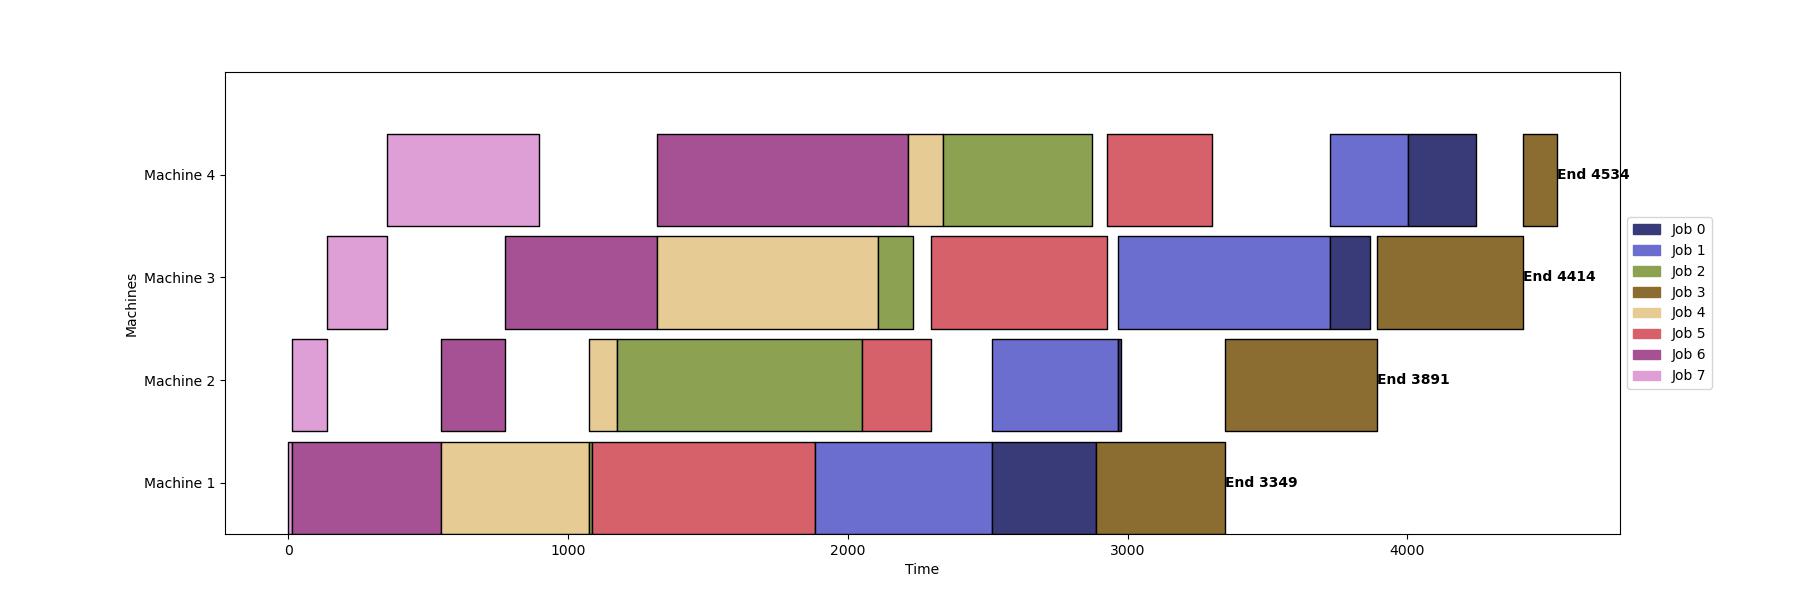 Machine 4
Machine 3
Machine 2
Machine 1
Machines
End 4534
End 4414
End 3891
End 3349
0
1000
2000
3000
4000
Time
Job 0
Job 1
Job 2
Job 3
Job 4
Job 5
Job 6
Job 7